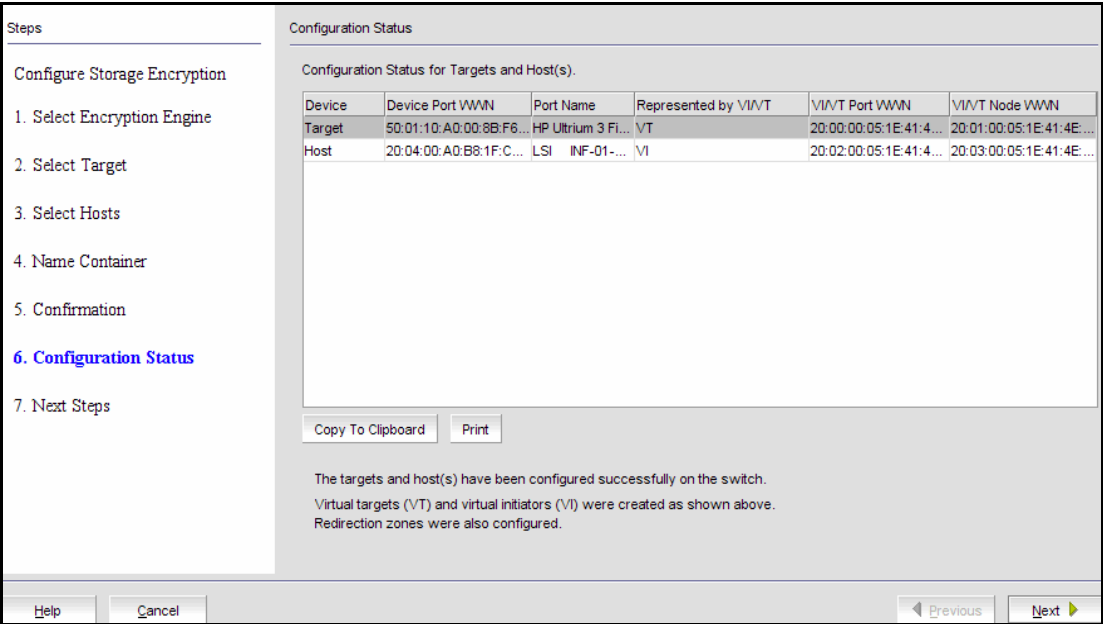 Steps
Configure Storage Encryption
1. Select Encryption Engine
2. Select Target
3. Select Hosts
4. Name Container
5. Confirmation
6. Configuration Status
7. Next Steps
Configuration Status
Configuration Status for Targets and Host(s).
Device Device Port WWN Port Name Represented by VI/VT VI/VT Port WWN VI/VT Node WWN
Target 50:01:10:A0:00:8B:F6... HP Ultrium 3 Fi... VT 20:00:00:05:1E:41:4... 20:01:00:05:1E:41:4E:...
Host 20:04:00:A0:B8:1F:C... LSI INF-01-... VI 20:02:00:05:1E:41:4... 20:03:00:05:1E:41:4E:...
Copy To Clipboard Print
The targets and host(s) have been configured successfully on the switch.
Virtual targets (VT) and virtual initiators (VI) were created as shown above.
Redirection zones were also configured.
Help Cancel Previous Next